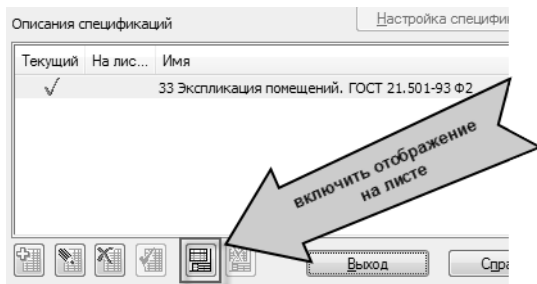 Описания спецификаций
Настройка специфи
Текущий На лис... Имя
33 Экспликация помещений. ГОСТ 21.501-93 Ф2
включить отображение
на листе
Выход Спра